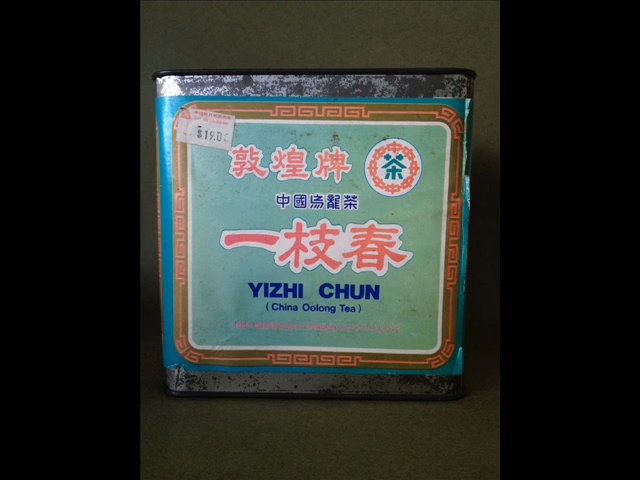 $19.00
敦煌牌
茶
中國烏龍茶
一枝春
YIZHI CHUN
(China Oolong Tea)